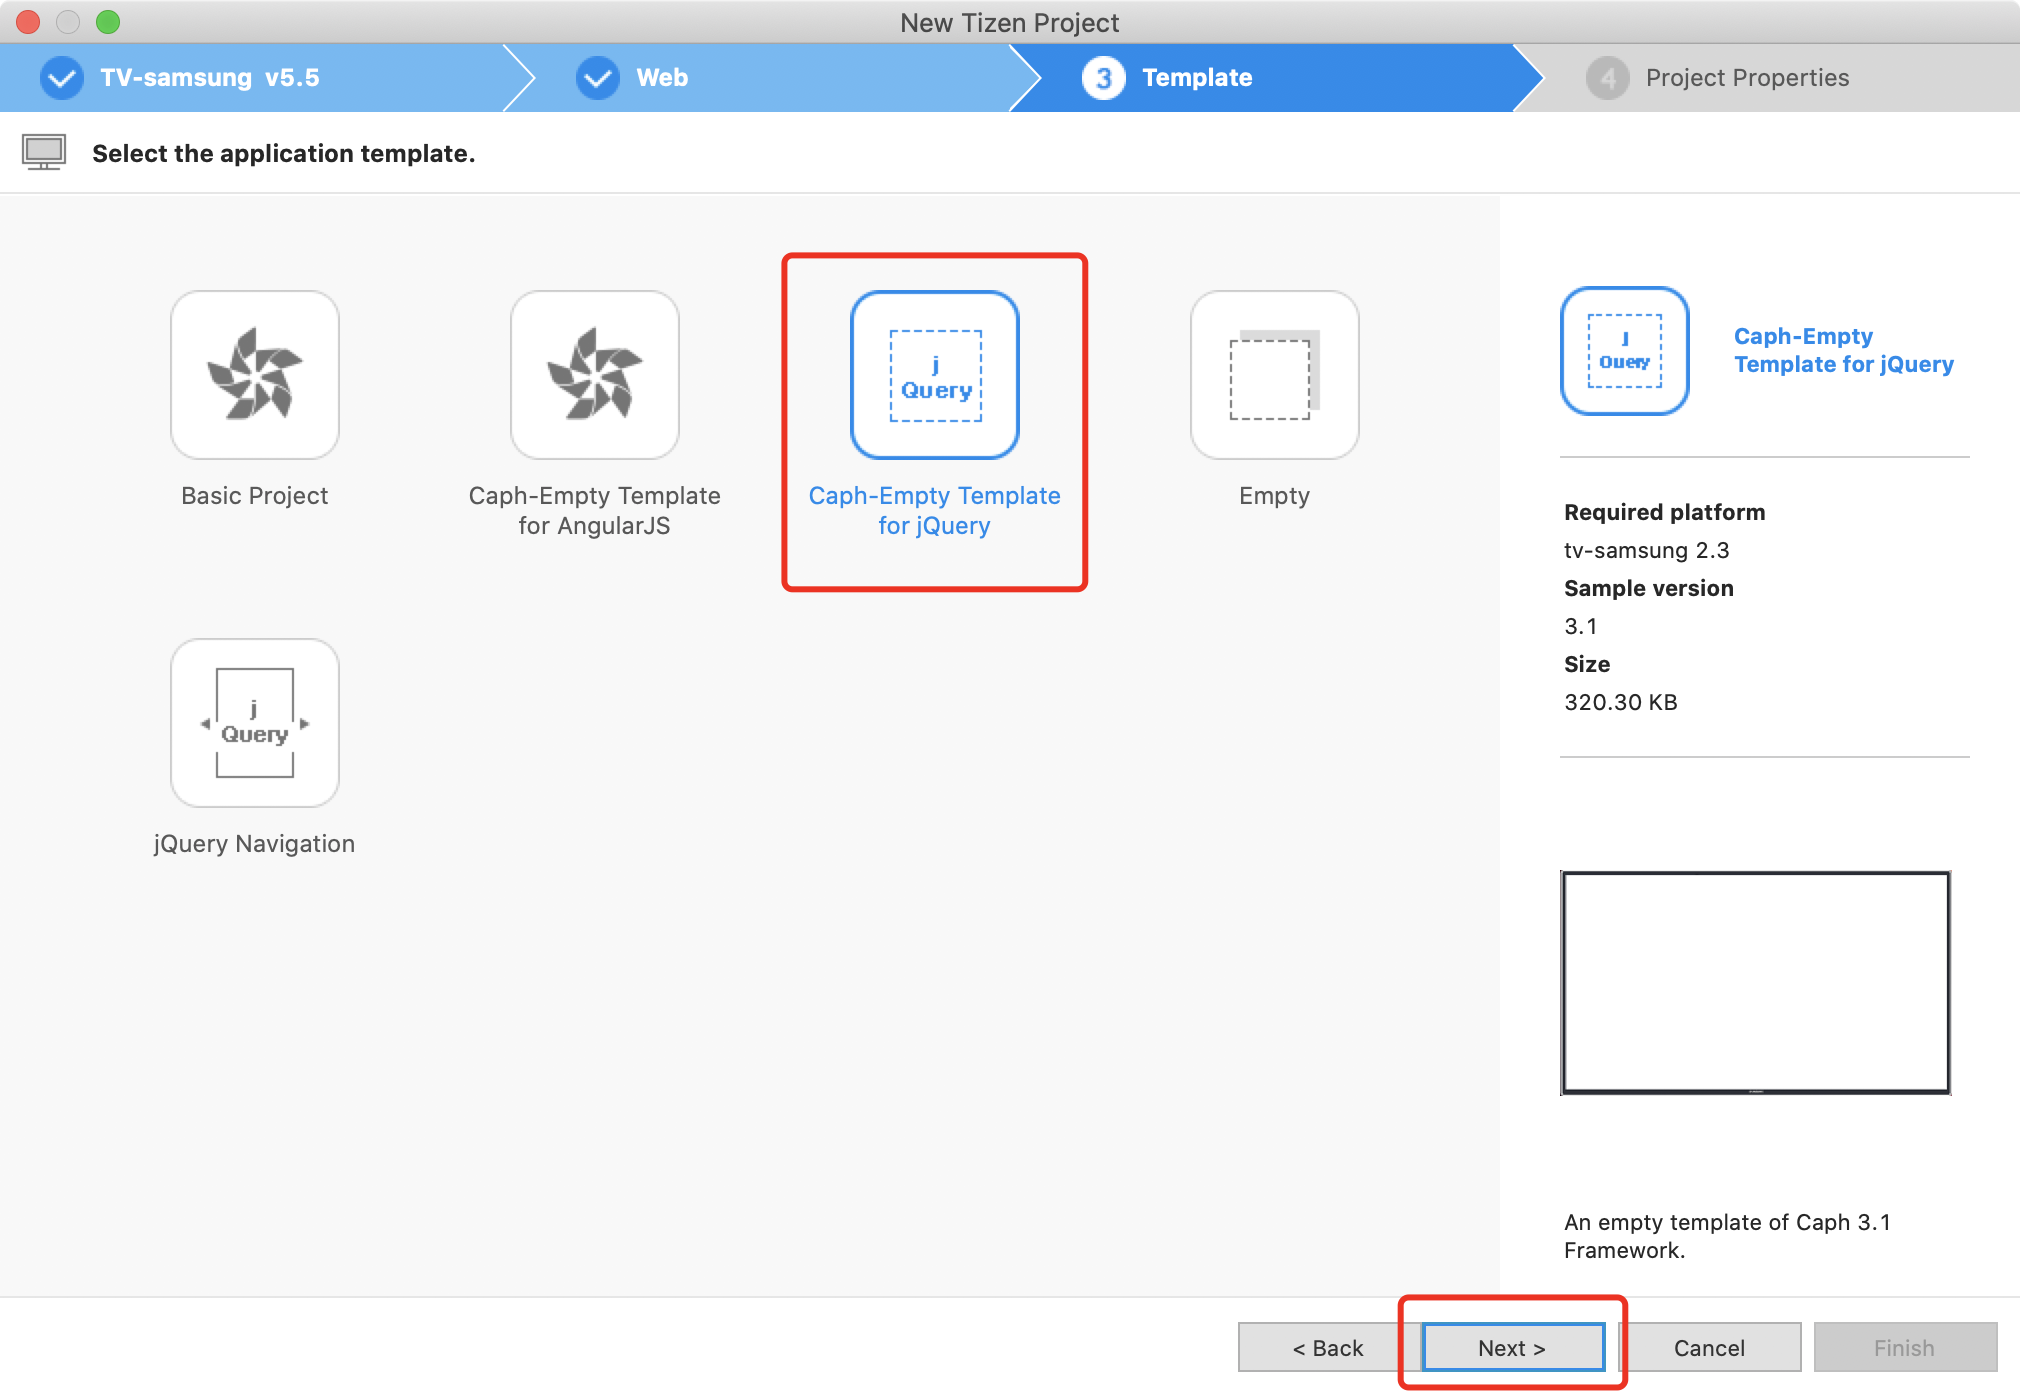 New Tizen Project
TV-samsung v5.5
Web
3 Template
4 Project Properties
Select the application template.
j
Query
Basic Project
Caph-Empty Template
for AngularJS
Caph-Empty Template
for jQuery
Empty
j
Query
jQuery Navigation
J
Query
Caph-Empty
Template for jQuery
Required platform
tv-samsung 2.3
Sample version
3.1
Size
320.30 KB
An empty template of Caph 3.1
Framework.
< Back
Next >
Cancel
Finish